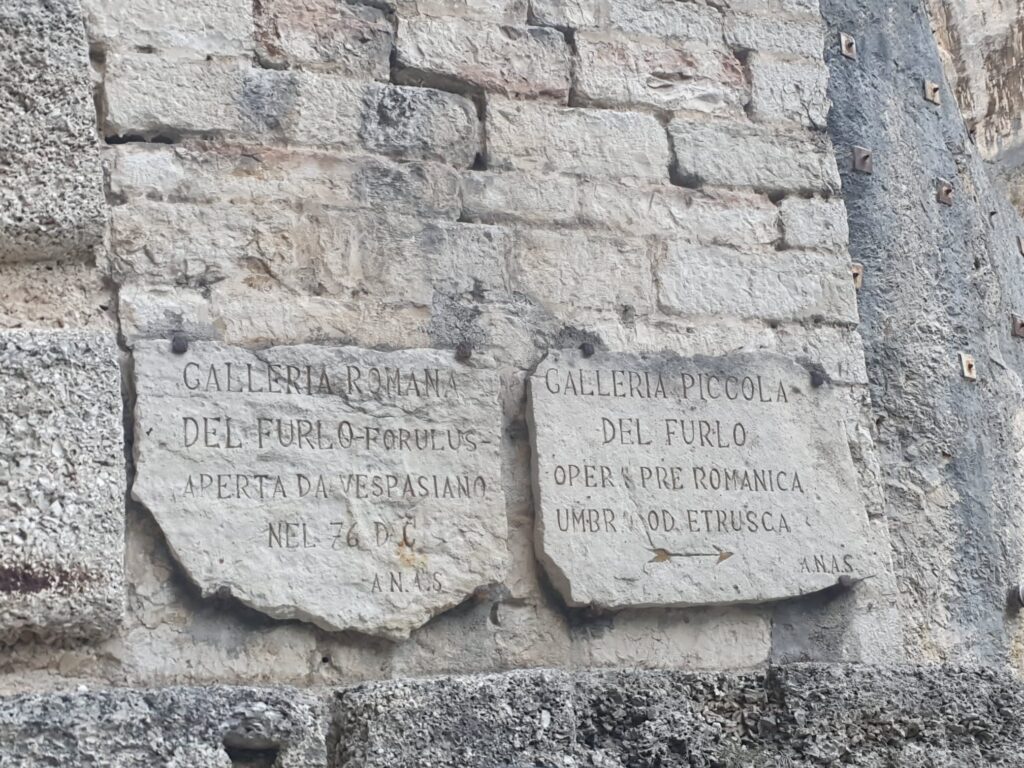 GALLERIA ROMANA
DEL FURLO-FORULUS-
APERTA DA VESPASIANO
NEL 76 D.C.
A.N.A.S.
GALLERIA PICCOLA
DEL FURLO
OPERA PRE ROMANICA
UMBRA OD ETRUSCA
A.N.A.S.